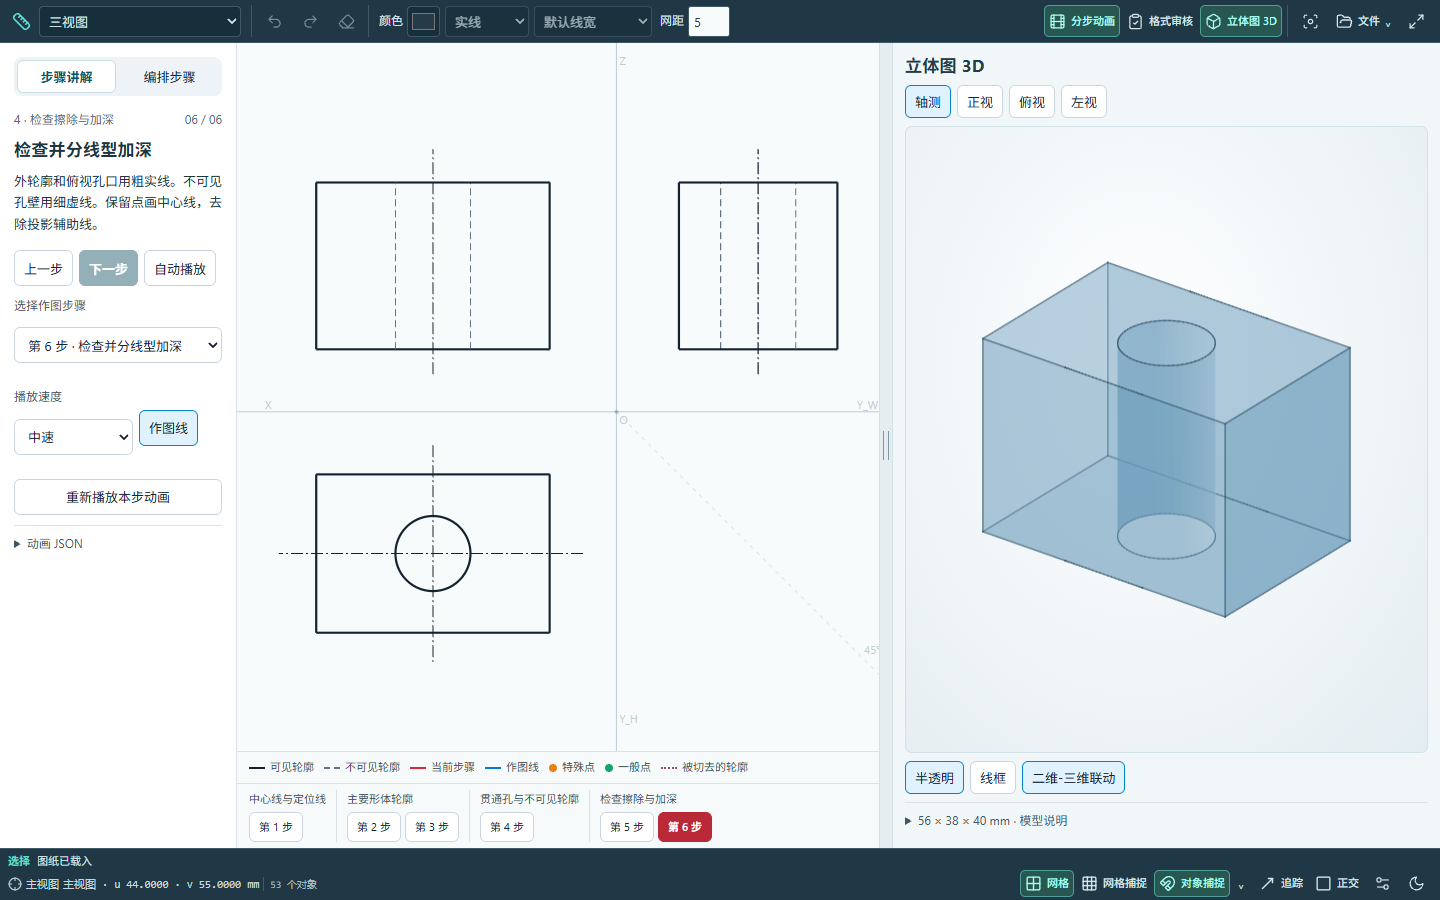 三视图 颜色 实线 默认线宽 网距 5 分步动画 格式审核 立体图 3D 文件
步骤讲解 编排步骤
4 · 检查擦除与加深 06 / 06
检查并分线型加深
外轮廓和俯视孔口用粗实线。不可见
孔壁用细虚线。保留点画中心线，去
除投影辅助线。
上一步 下一步 自动播放
选择作图步骤
第 6 步 · 检查并分线型加深
播放速度
中速 作图线
重新播放本步动画
动画 JSON
Z
X
Y_W
O
45°
Y_H
可见轮廓 不可见轮廓 当前步骤 作图线 特殊点 一般点 被切去的轮廓
中心线与定位线 主要形体轮廓 贯通孔与不可见轮廓 检查擦除与加深
第 1 步 第 2 步 第 3 步 第 4 步 第 5 步 第 6 步
立体图 3D
轴测 正视 俯视 左视
半透明 线框 二维-三维联动
56 × 38 × 40 mm · 模型说明
选择 图纸已载入
主视图 主视图 · u 44.0000 · v 55.0000 mm 53 个对象 网格 网格捕捉 对象捕捉 追踪 正交